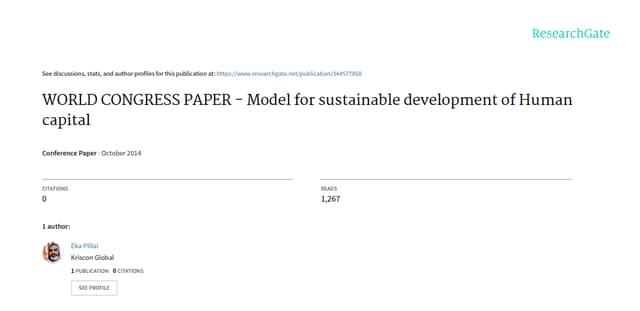 ResearchGate
See discussions, stats, and author profiles for this publication at: https://www.researchgate.net/publication/344577858
WORLD CONGRESS PAPER - Model for sustainable development of Human
capital
Conference Paper · October 2014
CITATIONS
0
READS
1,267
1 author:
Eka Pillai
Kriscon Global
1 PUBLICATION 0 CITATIONS
SEE PROFILE